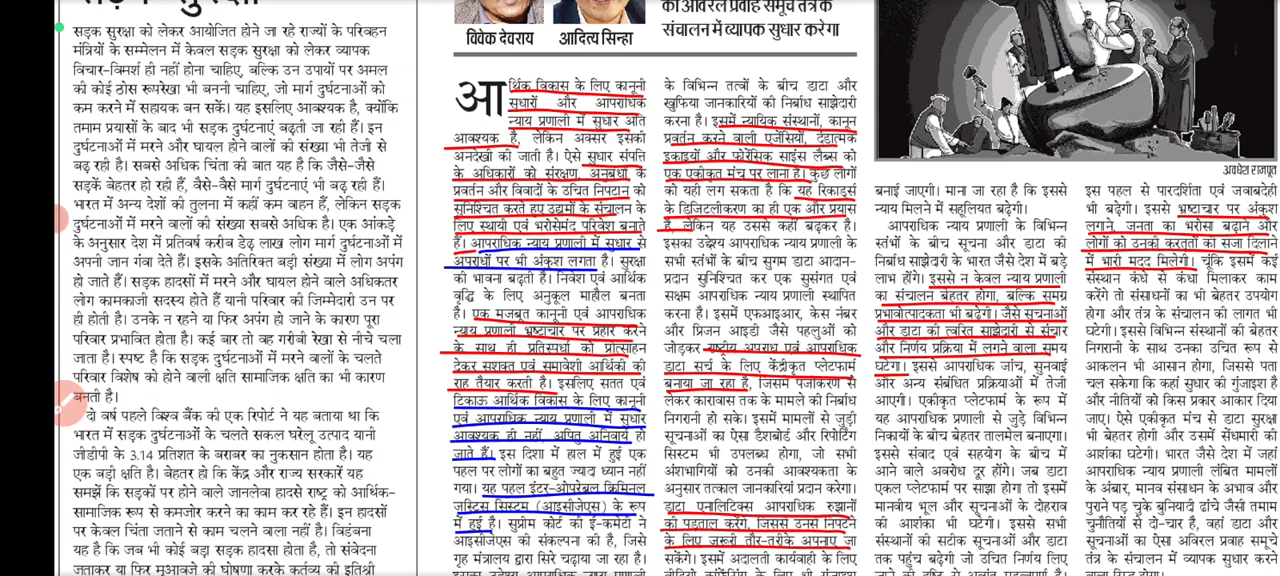 सड़क सुरक्षा को लेकर आयोजित होने जा रहे राज्यों के परिवहन
मंत्रियों के सम्मेलन में केवल सड़क सुरक्षा को लेकर व्यापक
विचार-विमर्श ही नहीं होना चाहिए, बल्कि उन उपायों पर अमल
की कोई ठोस रूपरेखा भी बननी चाहिए, जो मार्ग दुर्घटनाओं को
कम करने में सहायक बन सकें। यह इसलिए आवश्यक है, क्योंकि
तमाम प्रयासों के बाद भी सड़क दुर्घटनाएं बढ़ती जा रही हैं। इन
दुर्घटनाओं में मरने और घायल होने वालों की संख्या भी तेजी से
बढ़ रही है। सबसे अधिक चिंता की बात यह है कि जैसे-जैसे
सड़कें बेहतर हो रही हैं, वैसे-वैसे मार्ग दुर्घटनाएं भी बढ़ रही हैं।
भारत में अन्य देशों की तुलना में कहीं कम वाहन हैं, लेकिन सड़क
दुर्घटनाओं में मरने वालों की संख्या सबसे अधिक है। एक आंकड़े
के अनुसार देश में प्रतिवर्ष करीब डेढ़ लाख लोग मार्ग दुर्घटनाओं में
अपनी जान गंवा देते हैं। इसके अतिरिक्त बड़ी संख्या में लोग अपंग
हो जाते हैं। सड़क हादसों में मरने और घायल होने वाले अधिकतर
लोग कामकाजी सदस्य होते हैं यानी परिवार की जिम्मेदारी उन पर
ही होती है। उनके न रहने या फिर अपंग हो जाने के कारण पूरा
परिवार प्रभावित होता है। कई बार तो वह गरीबी रेखा से नीचे चला
जाता है। स्पष्ट है कि सड़क दुर्घटनाओं में मरने वालों के चलते
परिवार विशेष को होने वाली क्षति सामाजिक क्षति का भी कारण
बनती है।
दो वर्ष पहले विश्व बैंक की एक रिपोर्ट ने यह बताया था कि
भारत में सड़क दुर्घटनाओं के चलते सकल घरेलू उत्पाद यानी
जीडीपी के 3.14 प्रतिशत के बराबर का नुकसान होता है। यह
एक बड़ी क्षति है। बेहतर हो कि केंद्र और राज्य सरकारें यह
समझें कि सड़कों पर होने वाले जानलेवा हादसे राष्ट्र को आर्थिक-
सामाजिक रूप से कमजोर करने का काम कर रहे हैं। इन हादसों
पर केवल चिंता जताने से काम चलने वाला नहीं है। विडंबना
यह है कि जब भी कोई बड़ा सड़क हादसा होता है, तो संवेदना
जताकर या फिर मुआवजे की घोषणा करके कर्तव्य की इतिश्री
विवेक देवराय आदित्य सिन्हा
का अविरल प्रवाह समूचे तंत्र के
संचालन में व्यापक सुधार करेगा
आर्थिक विकास के लिए कानूनी
सुधारों और आपराधिक
न्याय प्रणाली में सुधार अति
आवश्यक है, लेकिन अक्सर इसकी
अनदेखी की जाती है। ऐसे सुधार संपत्ति
के अधिकारों को संरक्षण, अनुबंधों के
प्रवर्तन और विवादों के उचित निपटान को
सुनिश्चित करते हुए उद्यमों के संचालन के
लिए स्थायी एवं भरोसेमंद परिवेश बनाते
हैं। आपराधिक न्याय प्रणाली में सुधार से
अपराधों पर भी अंकुश लगता है। सुरक्षा
की भावना बढ़ती है। निवेश एवं आर्थिक
वृद्धि के लिए अनुकूल माहौल बनता
है। एक मजबूत कानूनी एवं आपराधिक
न्याय प्रणाली भ्रष्टाचार पर प्रहार करने
के साथ ही प्रतिस्पर्धा को प्रोत्साहन
देकर सशक्त एवं समावेशी आर्थिकी की
राह तैयार करती है। इसलिए सतत एवं
टिकाऊ आर्थिक विकास के लिए कानूनी
एवं आपराधिक न्याय प्रणाली में सुधार
आवश्यक ही नहीं, अपितु अनिवार्य हो
जाते हैं। इस दिशा में हाल में हुई एक
पहल पर लोगों का बहुत ज्यादा ध्यान नहीं
गया। यह पहल इंटर-ओपरेबल क्रिमिनल
जस्टिस सिस्टम (आइसीजेएस) के रूप
में हुई है। सुप्रीम कोर्ट की ई-कमेटी ने
आइसीजेएस की संकल्पना की है, जिसे
गृह मंत्रालय द्वारा सिरे चढ़ाया जा रहा है।
इसका उद्देश्य आपराधिक न्याय प्रणाली
के विभिन्न तत्वों के बीच डाटा और
खुफिया जानकारियों की निर्बाध साझेदारी
करना है। इसमें न्यायिक संस्थानों, कानून
प्रवर्तन करने वाली एजेंसियों, दंडात्मक
इकाइयों और फोरेंसिक साइंस लैब्स को
एक एकीकृत मंच पर लाना है। कुछ लोगों
को यही लग सकता है कि यह रिकार्ड्स
के डिजिटलीकरण का ही एक और प्रयास
है, लेकिन यह उससे कहीं बढ़कर है।
इसका उद्देश्य आपराधिक न्याय प्रणाली के
सभी स्तंभों के बीच सुगम डाटा आदान-
प्रदान सुनिश्चित कर एक सुसंगत एवं
सक्षम आपराधिक न्याय प्रणाली स्थापित
करना है। इसमें एफआइआर, केस नंबर
और प्रिजन आइडी जैसे पहलुओं को
जोड़कर राष्ट्रीय अपराध एवं आपराधिक
डाटा सर्च के लिए केंद्रीकृत प्लेटफार्म
बनाया जा रहा है, जिसमें पंजीकरण से
लेकर कारावास तक के मामले की निर्बाध
निगरानी हो सके। इसमें मामलों से जुड़ी
सूचनाओं का ऐसा डैशबोर्ड और रिपोर्टिंग
सिस्टम भी उपलब्ध होगा, जो सभी
अंशभागियों को उनकी आवश्यकता के
अनुसार तत्काल जानकारियां प्रदान करेगा।
डाटा एनालिटिक्स आपराधिक रुझानों
की पड़ताल करेंगे, जिससे उनसे निपटने
के लिए जरूरी तौर-तरीके अपनाए जा
सकेंगे। इसमें अदालती कार्यवाही के लिए
अवधेश राजपूत
बनाई जाएगी। माना जा रहा है कि इससे
न्याय मिलने में सहूलियत बढ़ेगी।
आपराधिक न्याय प्रणाली के विभिन्न
स्तंभों के बीच सूचना और डाटा की
निर्बाध साझेदारी के भारत जैसे देश में बड़े
लाभ होंगे। इससे न केवल न्याय प्रणाली
का संचालन बेहतर होगा, बल्कि समग्र
प्रभावोत्पादकता भी बढ़ेगी। जैसे सूचनाओं
और डाटा की त्वरित साझेदारी से संचार
और निर्णय प्रक्रिया में लगने वाला समय
घटेगा। इससे आपराधिक जांच, सुनवाई
और अन्य संबंधित प्रक्रियाओं में तेजी
आएगी। एकीकृत प्लेटफार्म के रूप में
यह आपराधिक प्रणाली से जुड़े विभिन्न
निकायों के बीच बेहतर तालमेल बनाएगा।
इससे संवाद एवं सहयोग के बीच में
आने वाले अवरोध दूर होंगे। जब डाटा
एकल प्लेटफार्म पर साझा होगा तो इसमें
मानवीय भूल और सूचनाओं के दोहराव
की आशंका भी घटेगी। इससे सभी
संस्थानों की सटीक और अद्यतन डाटा
तक पहुंच बढ़ेगी जो उचित निर्णय लिए
जाने की दृष्टि से अत्यंत महत्वपूर्ण है।
इस पहल से पारदर्शिता एवं जवाबदेही
भी बढ़ेगी। इससे भ्रष्टाचार पर अंकुश
लगाने, जनता का भरोसा बढ़ाने और
लोगों को उनकी करतूतों की सजा दिलाने
में भारी मदद मिलेगी। चूंकि इसमें कई
संस्थान कंधे से कंधा मिलाकर काम
करेंगे तो संसाधनों का भी बेहतर उपयोग
होगा और तंत्र के संचालन की लागत भी
घटेगी। इससे विभिन्न संस्थानों की बेहतर
निगरानी के साथ उनका उचित रूप से
आकलन भी आसान होगा, जिससे पता
चल सकेगा कि कहां सुधार की गुंजाइश है
और नीतियों को किस प्रकार आकार दिया
जाए। ऐसे एकीकृत मंच से डाटा सुरक्षा
भी बेहतर होगी और उसमें सेंधमारी की
आशंका घटेगी। भारत जैसे देश में जहां
आपराधिक न्याय प्रणाली लंबित मामलों
के अंबार, मानव संसाधन के अभाव और
पुराने पड़ चुके बुनियादी ढांचे जैसी तमाम
चुनौतियों से दो-चार है, वहां डाटा और
सूचनाओं का ऐसा अविरल प्रवाह समूचे
तंत्र के संचालन में व्यापक सुधार करने